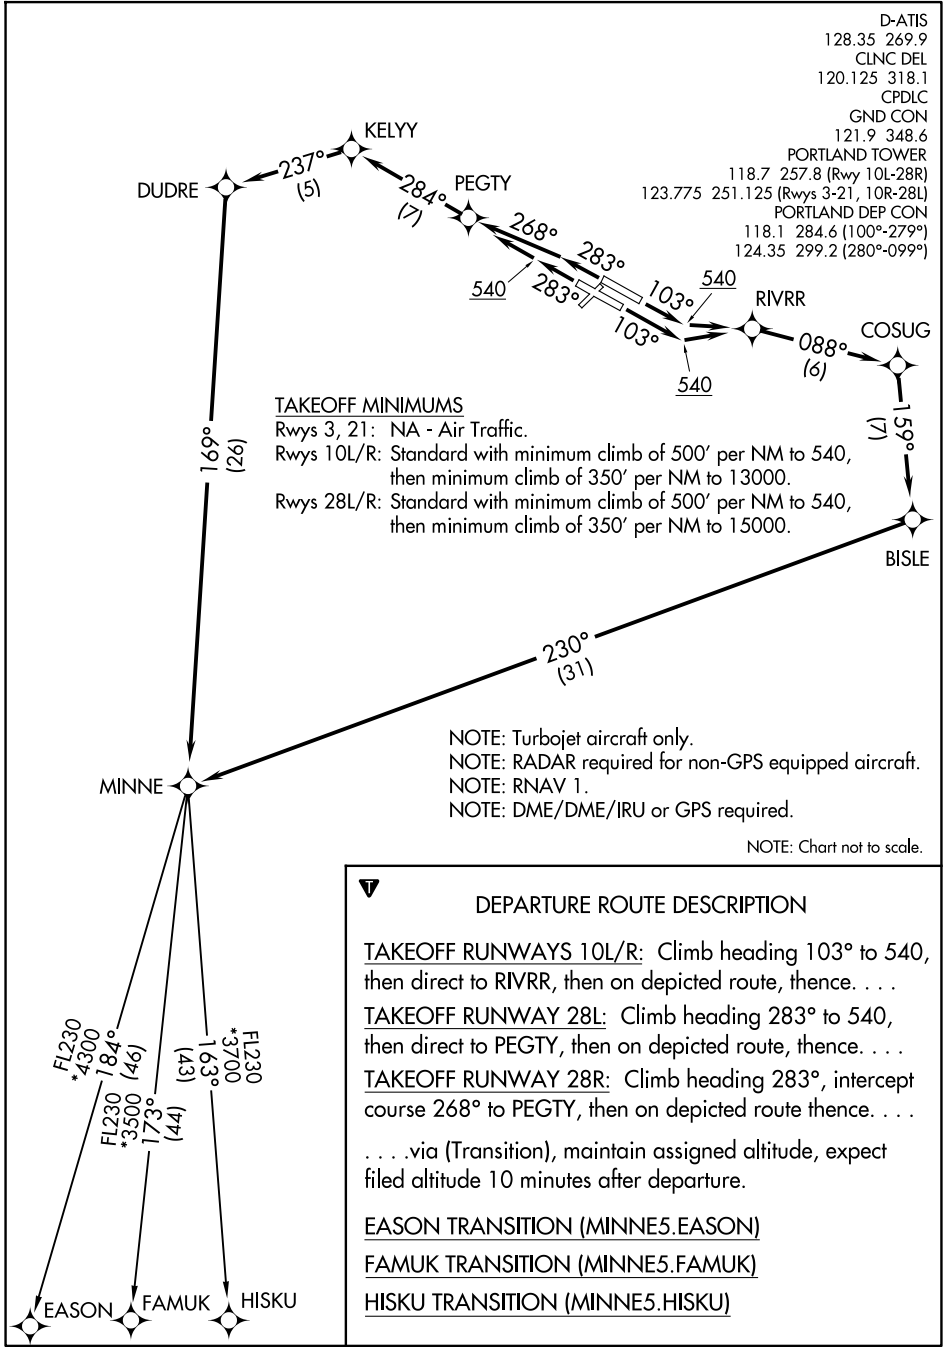 D-ATIS
128.35 269.9
CLNC DEL
120.125 318.1
CPDLC
GND CON
121.9 348.6
PORTLAND TOWER
118.7 257.8 (Rwy 10L-28R)
123.775 251.125 (Rwys 3-21, 10R-28L)
PORTLAND DEP CON
118.1 284.6 (100°-279°)
124.35 299.2 (280°-099°)
KELYY
237°
(5)
DUDRE
284°
(7)
PEGTY
268°
283°
540
283°
103°
540
103°
540
RIVRR
088°
(6)
COSUG
159°
(7)
BISLE
169°
(26)
TAKEOFF MINIMUMS
Rwys 3, 21: NA - Air Traffic.
Rwys 10L/R: Standard with minimum climb of 500' per NM to 540,
then minimum climb of 350' per NM to 13000.
Rwys 28L/R: Standard with minimum climb of 500' per NM to 540,
then minimum climb of 350' per NM to 15000.
230°
(31)
MINNE
NOTE: Turbojet aircraft only.
NOTE: RADAR required for non-GPS equipped aircraft.
NOTE: RNAV 1.
NOTE: DME/DME/IRU or GPS required.
NOTE: Chart not to scale.
FL230
*4300
184°
(46)
FL230
*3500
173°
(44)
FL230
*3700
163°
(43)
EASON
FAMUK
HISKU
T
DEPARTURE ROUTE DESCRIPTION
TAKEOFF RUNWAYS 10L/R: Climb heading 103° to 540,
then direct to RIVRR, then on depicted route, thence. . . .
TAKEOFF RUNWAY 28L: Climb heading 283° to 540,
then direct to PEGTY, then on depicted route, thence. . . .
TAKEOFF RUNWAY 28R: Climb heading 283°, intercept
course 268° to PEGTY, then on depicted route thence. . . .
. . . .via (Transition), maintain assigned altitude, expect
filed altitude 10 minutes after departure.
EASON TRANSITION (MINNE5.EASON)
FAMUK TRANSITION (MINNE5.FAMUK)
HISKU TRANSITION (MINNE5.HISKU)